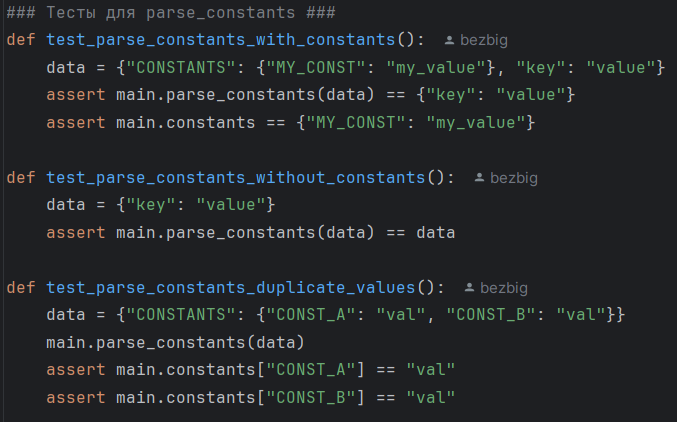 ### Тесты для parse_constants ###
def test_parse_constants_with_constants(): bezbig
    data = {"CONSTANTS": {"MY_CONST": "my_value"}, "key": "value"}
    assert main.parse_constants(data) == {"key": "value"}
    assert main.constants == {"MY_CONST": "my_value"}
def test_parse_constants_without_constants(): bezbig
    data = {"key": "value"}
    assert main.parse_constants(data) == data
def test_parse_constants_duplicate_values(): bezbig
    data = {"CONSTANTS": {"CONST_A": "val", "CONST_B": "val"}}
    main.parse_constants(data)
    assert main.constants["CONST_A"] == "val"
    assert main.constants["CONST_B"] == "val"